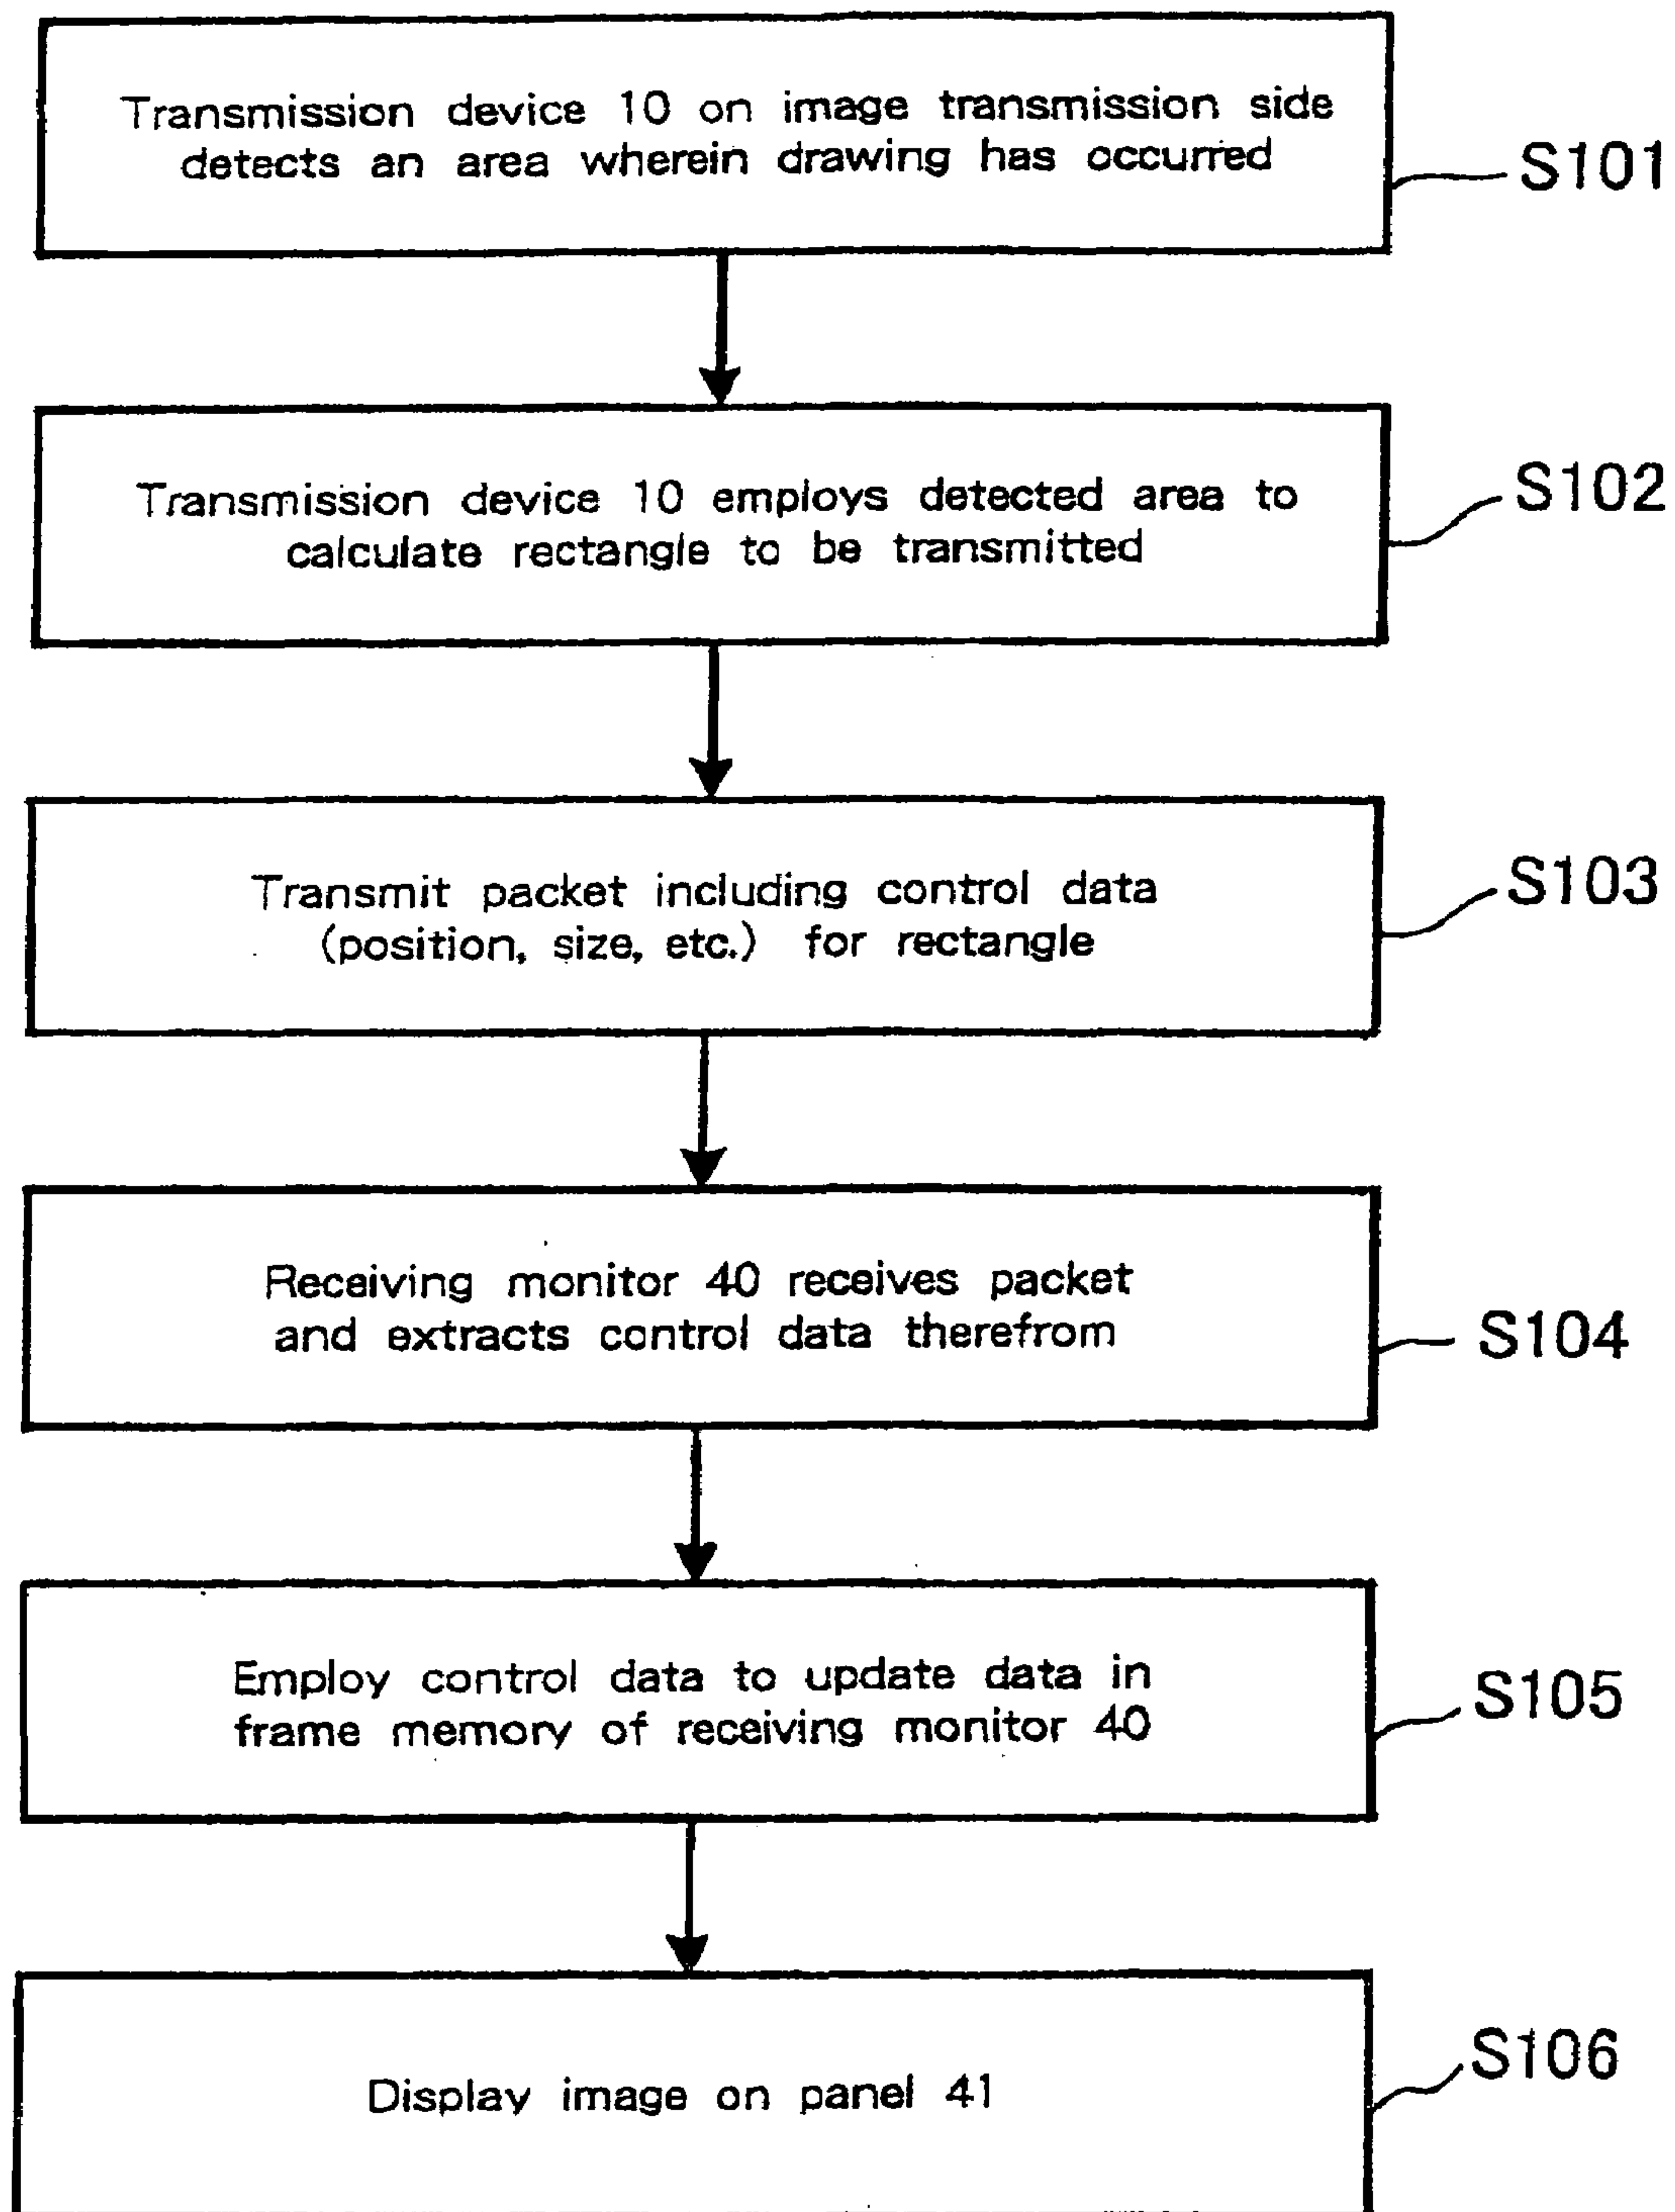 Transmission device 10 on image transmission side
detects an area wherein drawing has occurred
S101
Transmission device 10 employs detected area to
calculate rectangle to be transmitted
S102
Transmit packet including control data
(position, size, etc.) for rectangle
S103
Receiving monitor 40 receives packet
and extracts control data therefrom
S104
Employ control data to update data in
frame memory of receiving monitor 40
S105
Display image on panel 41
S106